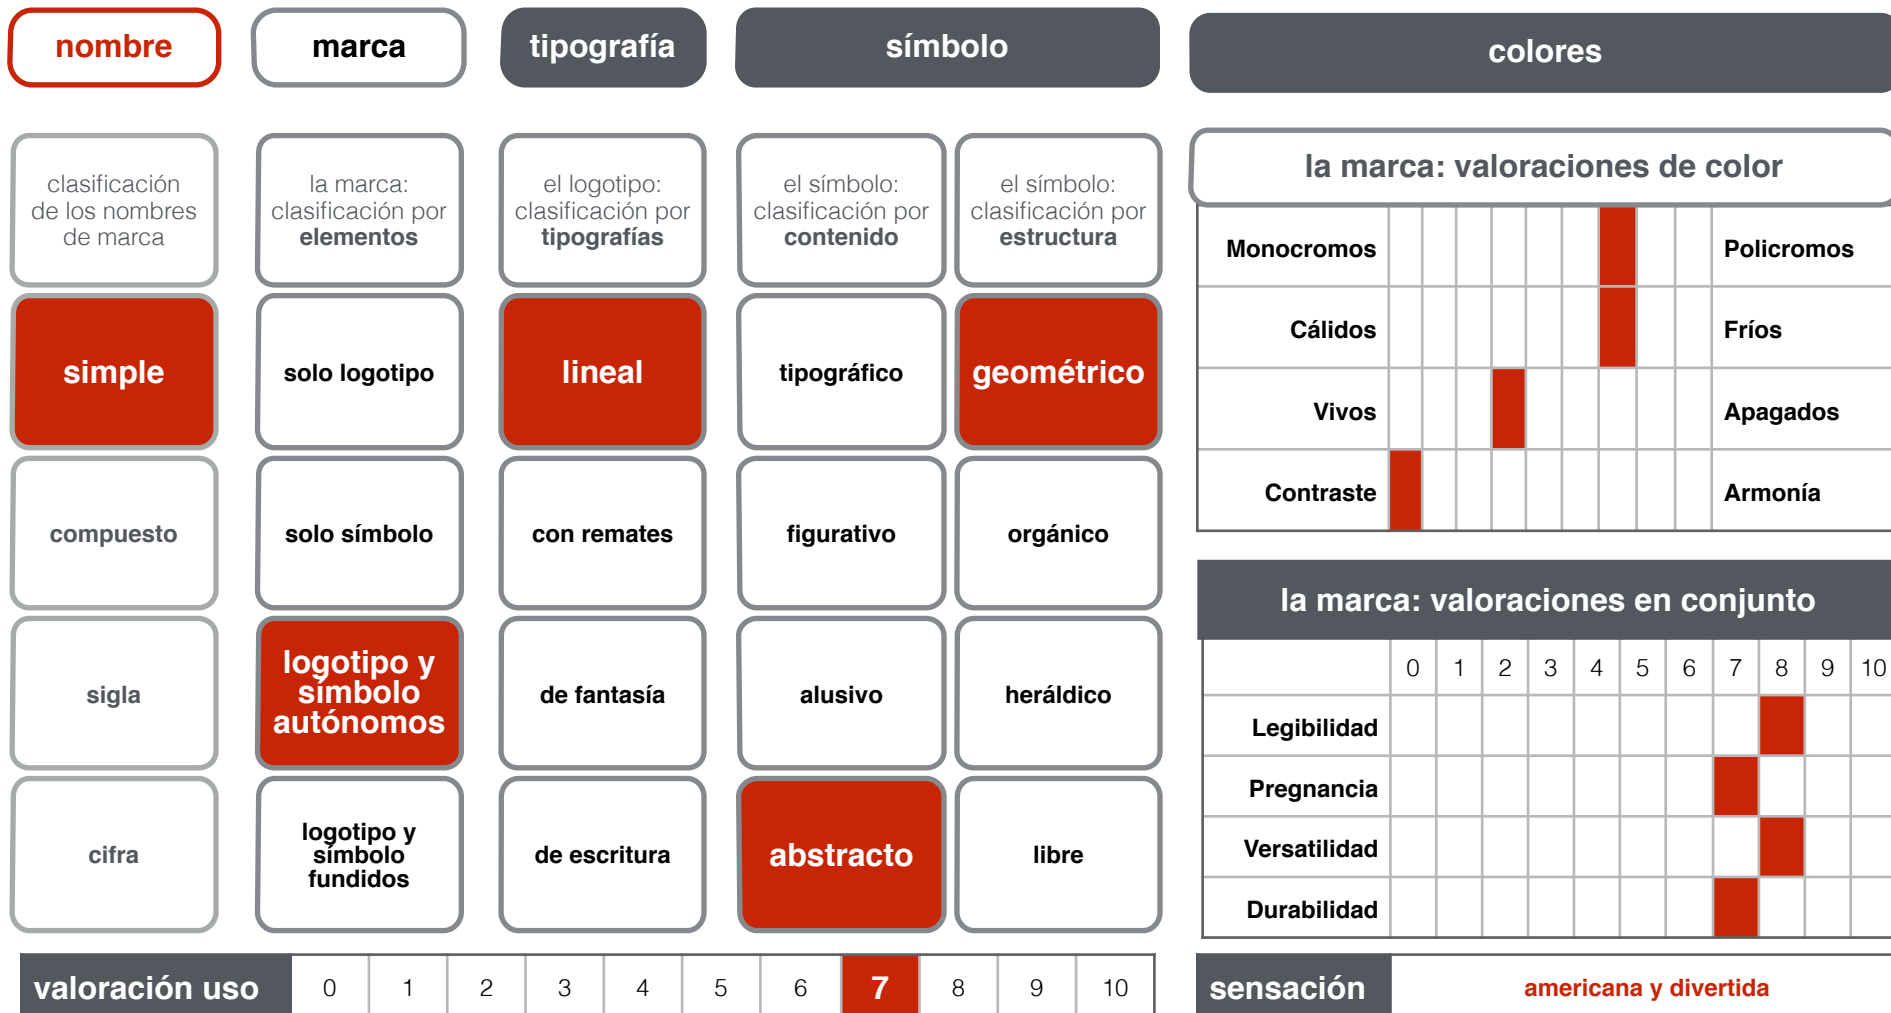 nombre
marca
tipografía
símbolo
colores
clasificación
de los nombres
de marca
la marca:
clasificación por
elementos
el logotipo:
clasificación por
tipografías
el símbolo:
clasificación por
contenido
el símbolo:
clasificación por
estructura
simple
solo logotipo
lineal
tipográfico
geométrico
compuesto
solo símbolo
con remates
figurativo
orgánico
sigla
logotipo y
símbolo
autónomos
de fantasía
alusivo
heráldico
cifra
logotipo y
símbolo
fundidos
de escritura
abstracto
libre
valoración uso 0 1 2 3 4 5 6 7 8 9 10
la marca: valoraciones de color
Monocromos Policromos
Cálidos Fríos
Vivos Apagados
Contraste Armonía
la marca: valoraciones en conjunto
0 1 2 3 4 5 6 7 8 9 10
Legibilidad
Pregnancia
Versatilidad
Durabilidad
sensación americana y divertida